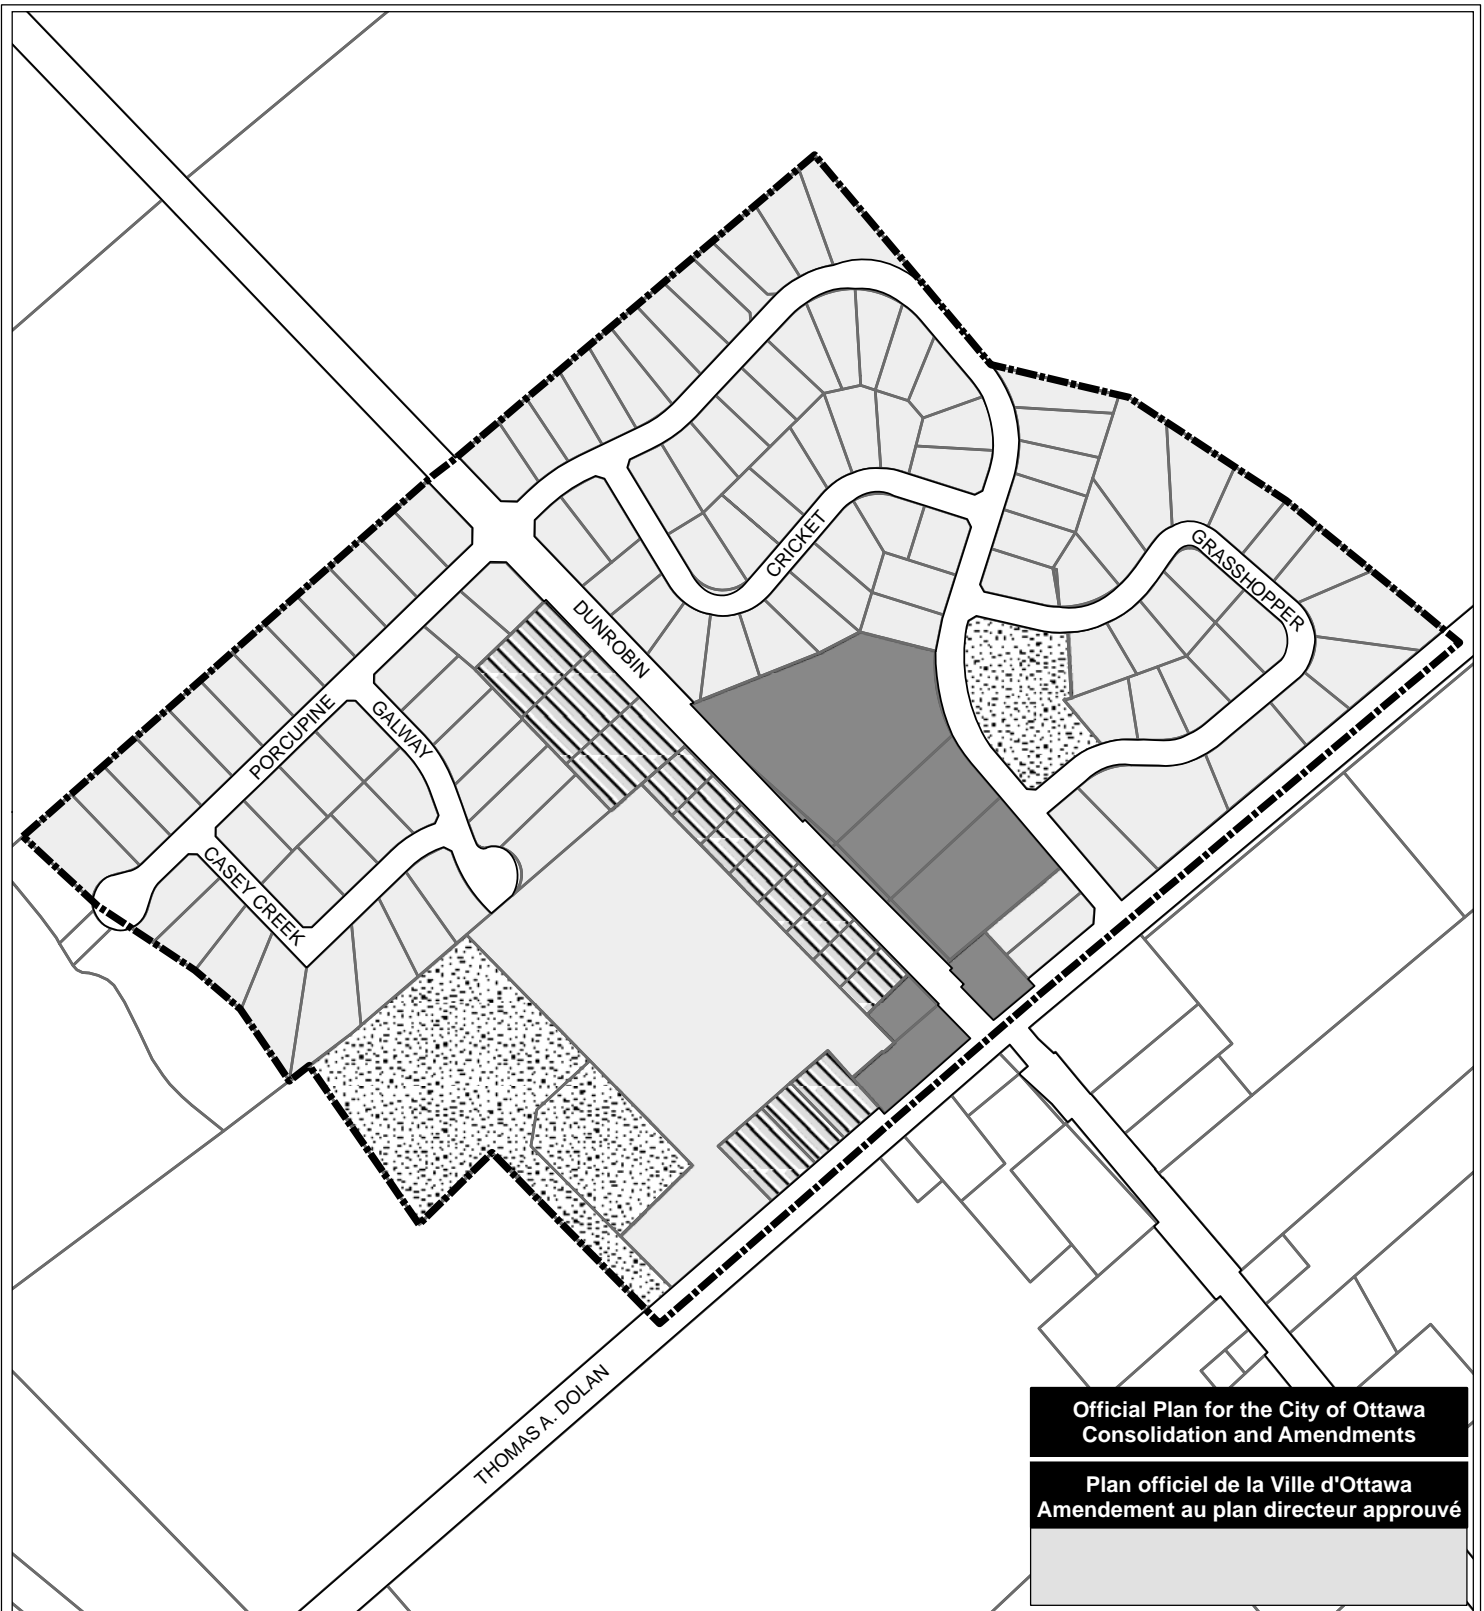 CRICKET
GRASSHOPPER
DUNROBIN
PORCUPINE
GALWAY
CASEY CREEK
THOMAS A. DOLAN
Official Plan for the City of Ottawa
Consolidation and Amendments
Plan officiel de la Ville d'Ottawa
Amendement au plan directeur approuvé